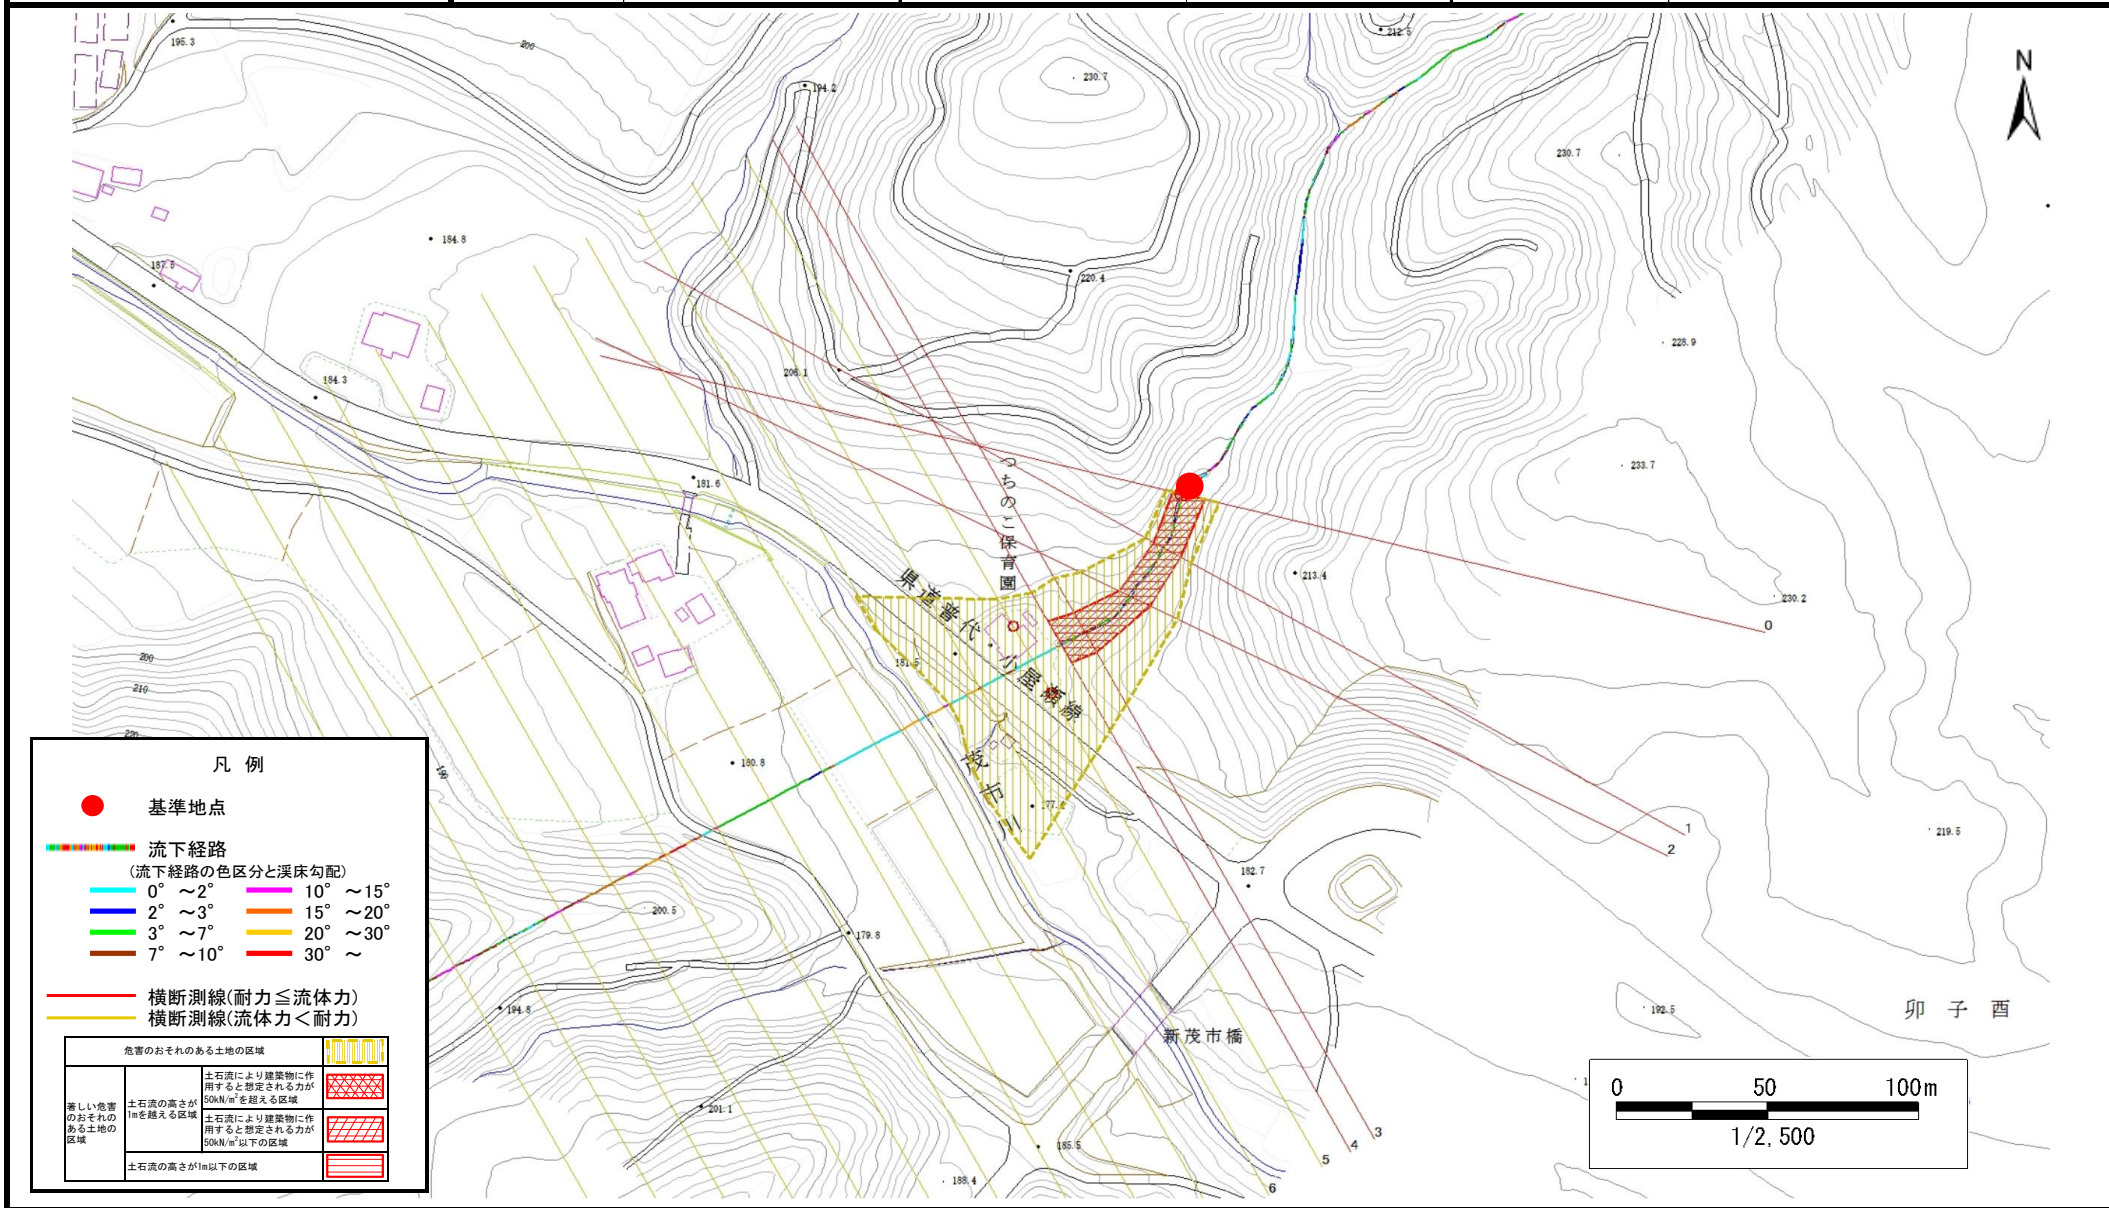 195.3
200
194.2
230.7
212.5
N
230.7
184.8
187.5
220.4
206.1
184.3
228.9
181.6
233.7
つちのこ保育園
県道普代小屋瀬線
213.4
230.2
0
181.5
200
210
220
190
180.8
177.
茂市川
1
2
219.5
182.7
200.5
179.8
194.8
192.5
卯子酉
新茂市橋
201.1
185.5
188.4
3
4
5
6
凡 例
基準地点
流下経路
(流下経路の色区分と渓床勾配)
0° ～2° 10° ～15°
2° ～3° 15° ～20°
3° ～7° 20° ～30°
7° ～10° 30° ～
横断測線(耐力≦流体力)
横断測線(流体力＜耐力)
危害のおそれのある土地の区域
著しい危害
のおそれの
ある土地の
区域
土石流の高さが
1mを越える区域
土石流により建築物に作
用すると想定される力が
50kN/m²を超える区域
土石流により建築物に作
用すると想定される力が
50kN/m²以下の区域
土石流の高さが1m以下の区域
0 50 100m
1/2,500